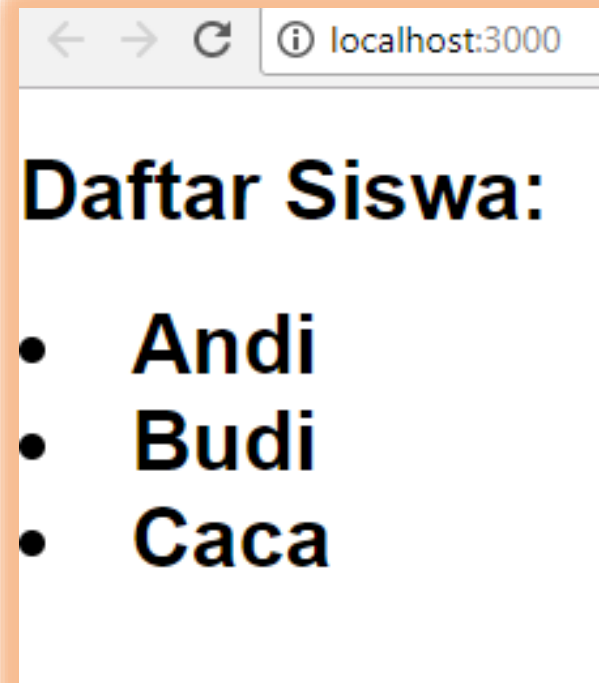 localhost:3000
Daftar Siswa:
• Andi
• Budi
• Caca